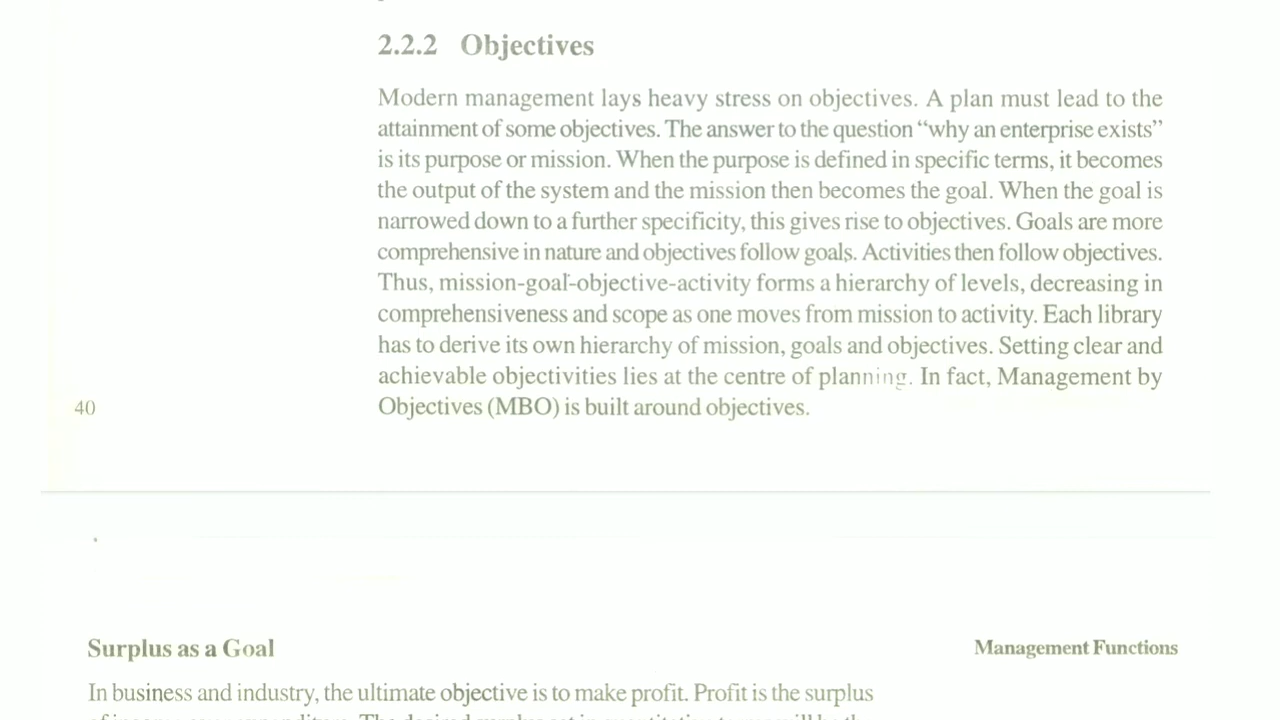 2.2.2 Objectives
Modern management lays heavy stress on objectives. A plan must lead to the
attainment of some objectives. The answer to the question “why an enterprise exists”
is its purpose or mission. When the purpose is defined in specific terms, it becomes
the output of the system and the mission then becomes the goal. When the goal is
narrowed down to a further specificity, this gives rise to objectives. Goals are more
comprehensive in nature and objectives follow goals. Activities then follow objectives.
Thus, mission-goal-objective-activity forms a hierarchy of levels, decreasing in
comprehensiveness and scope as one moves from mission to activity. Each library
has to derive its own hierarchy of mission, goals and objectives. Setting clear and
achievable objectivities lies at the centre of planning. In fact, Management by
Objectives (MBO) is built around objectives.
40
Surplus as a Goal
Management Functions
In business and industry, the ultimate objective is to make profit. Profit is the surplus